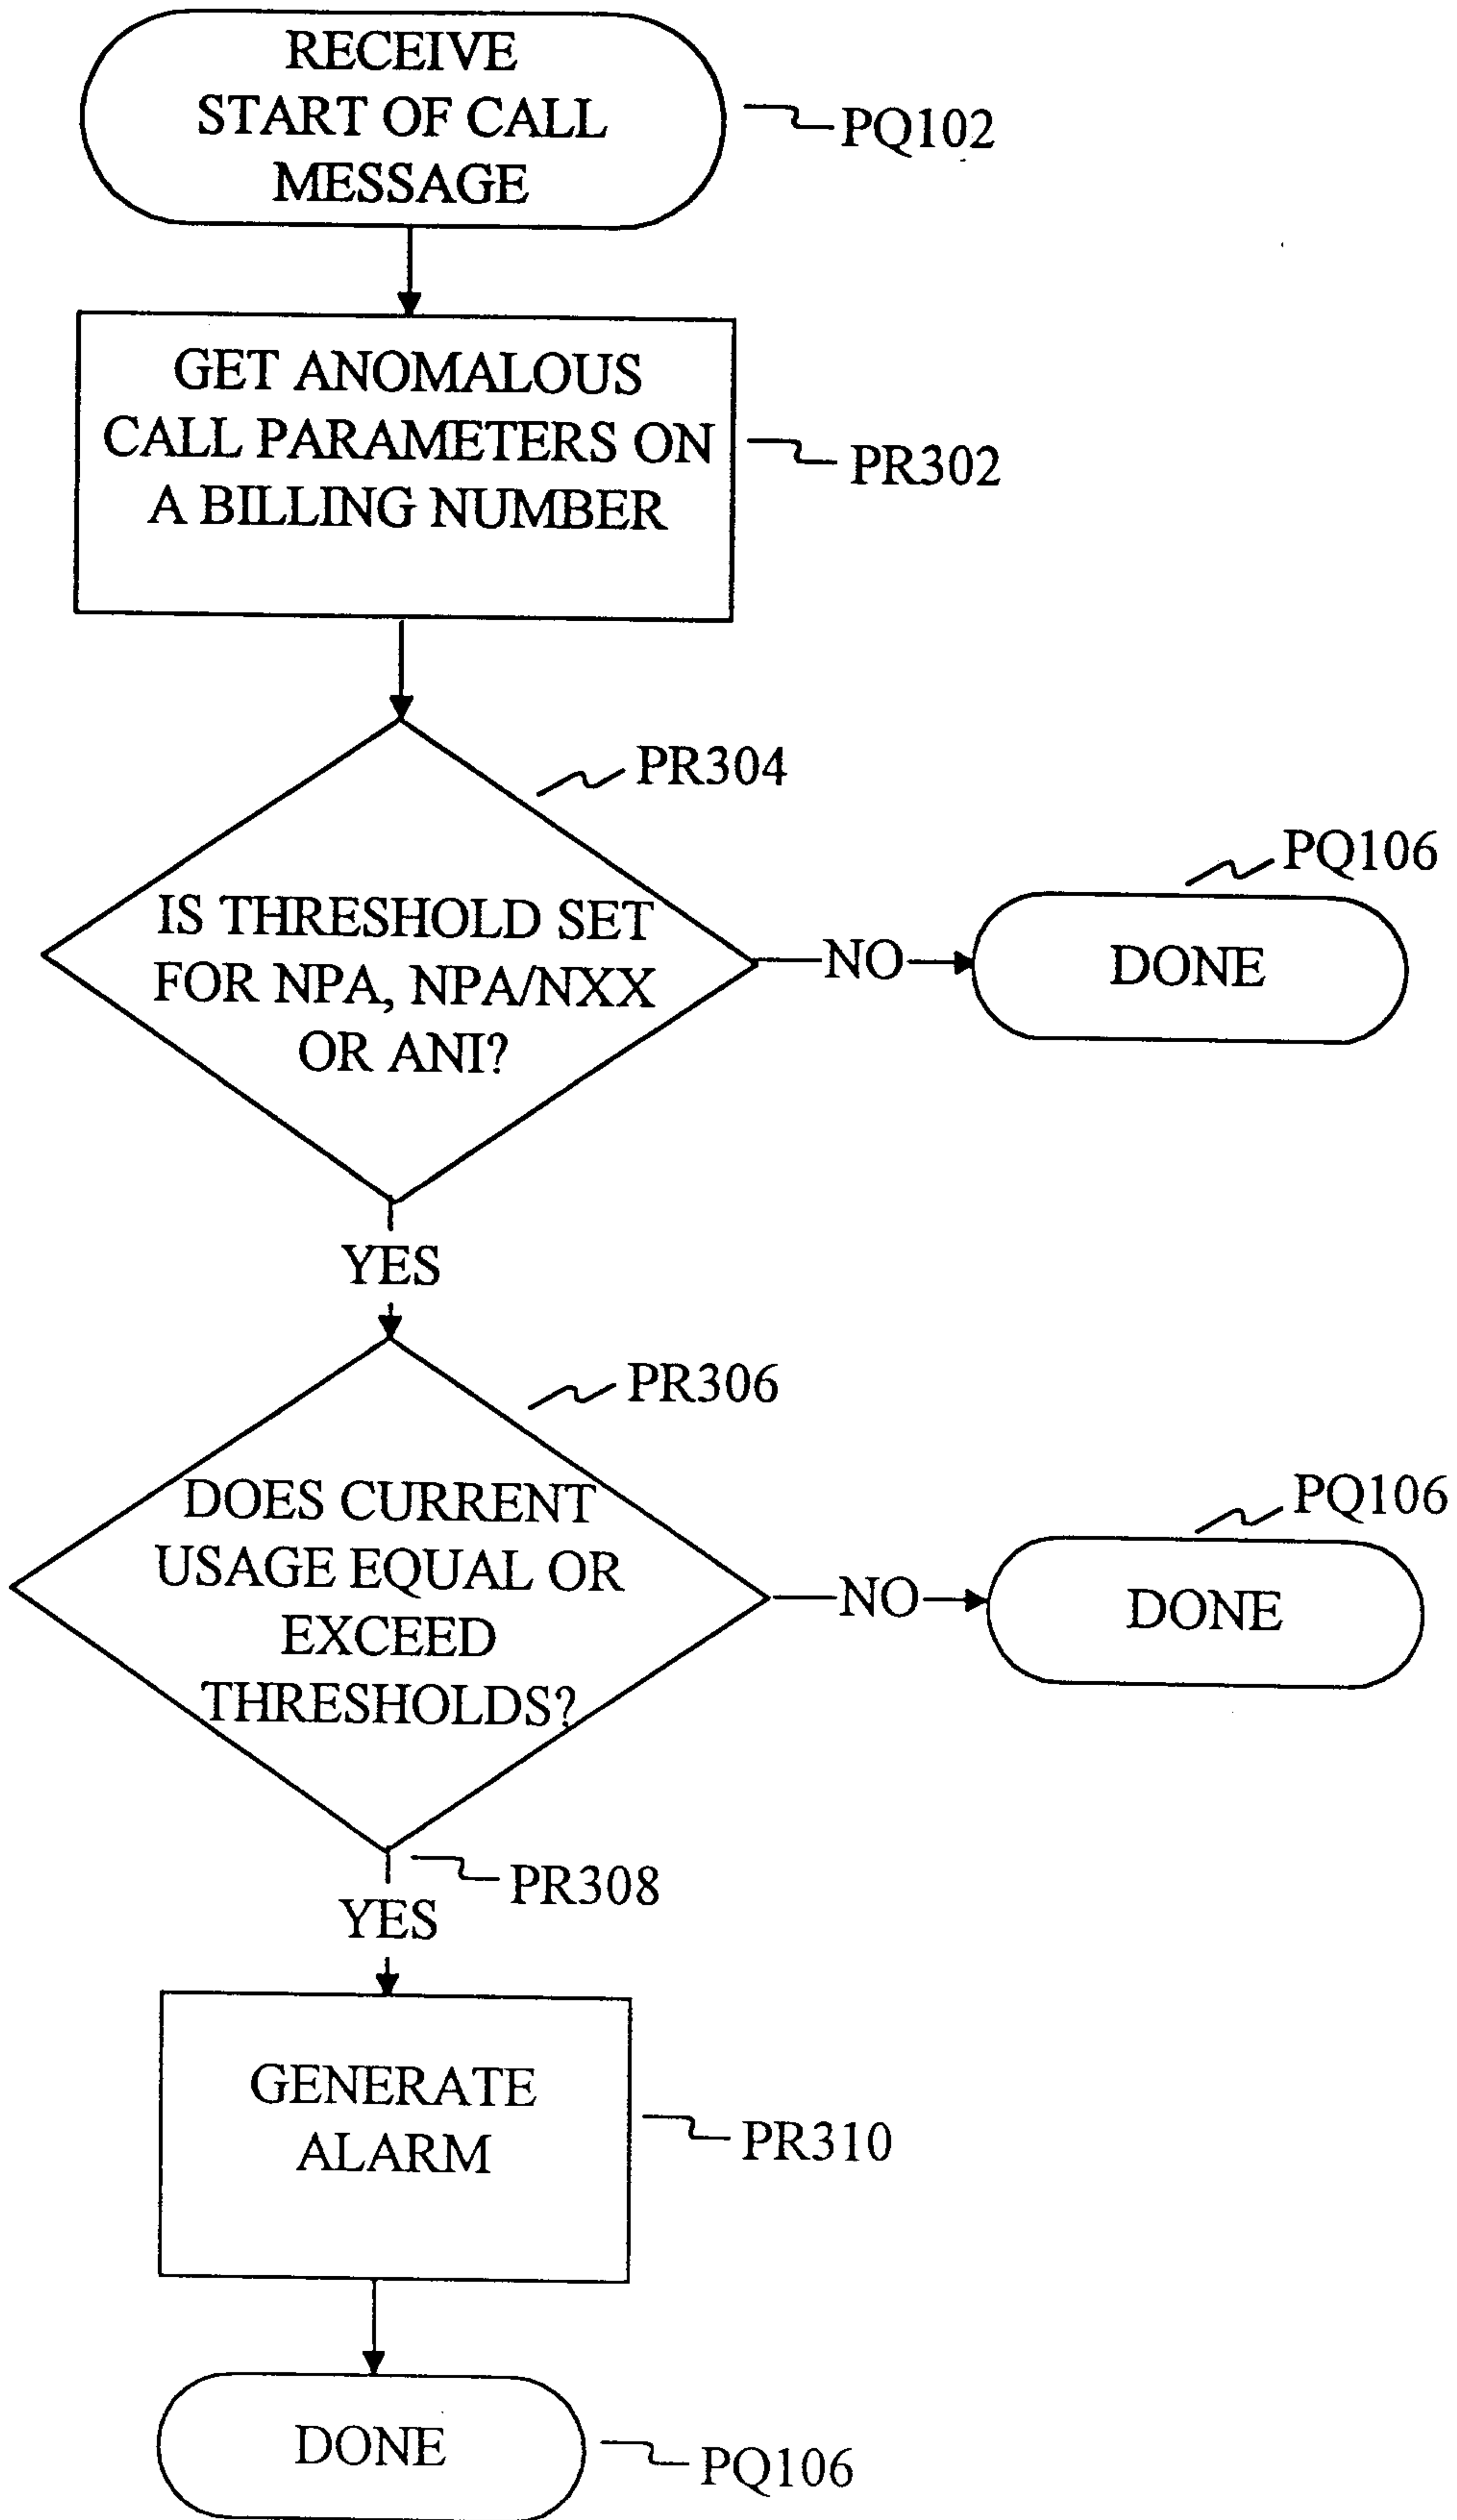 RECEIVE
START OF CALL
MESSAGE
PQ102
GET ANOMALOUS
CALL PARAMETERS ON
A BILLING NUMBER
PR302
PR304
IS THRESHOLD SET
FOR NPA, NPA/NXX
OR ANI?
NO
PQ106
DONE
YES
PR306
DOES CURRENT
USAGE EQUAL OR
EXCEED
THRESHOLDS?
NO
PQ106
DONE
PR308
YES
GENERATE
ALARM
PR310
DONE
PQ106